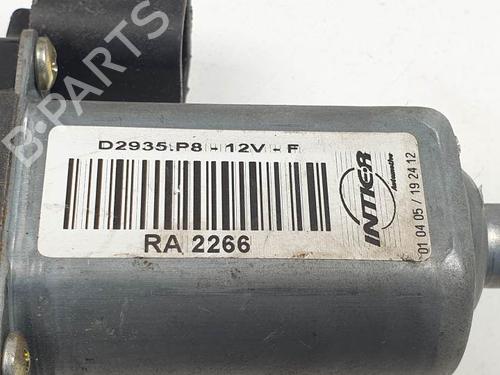 B-PARTS
D2935 P8 - 12V - F
RA 2266
INTIER
Automotive
01 04 05 / 19 24 12